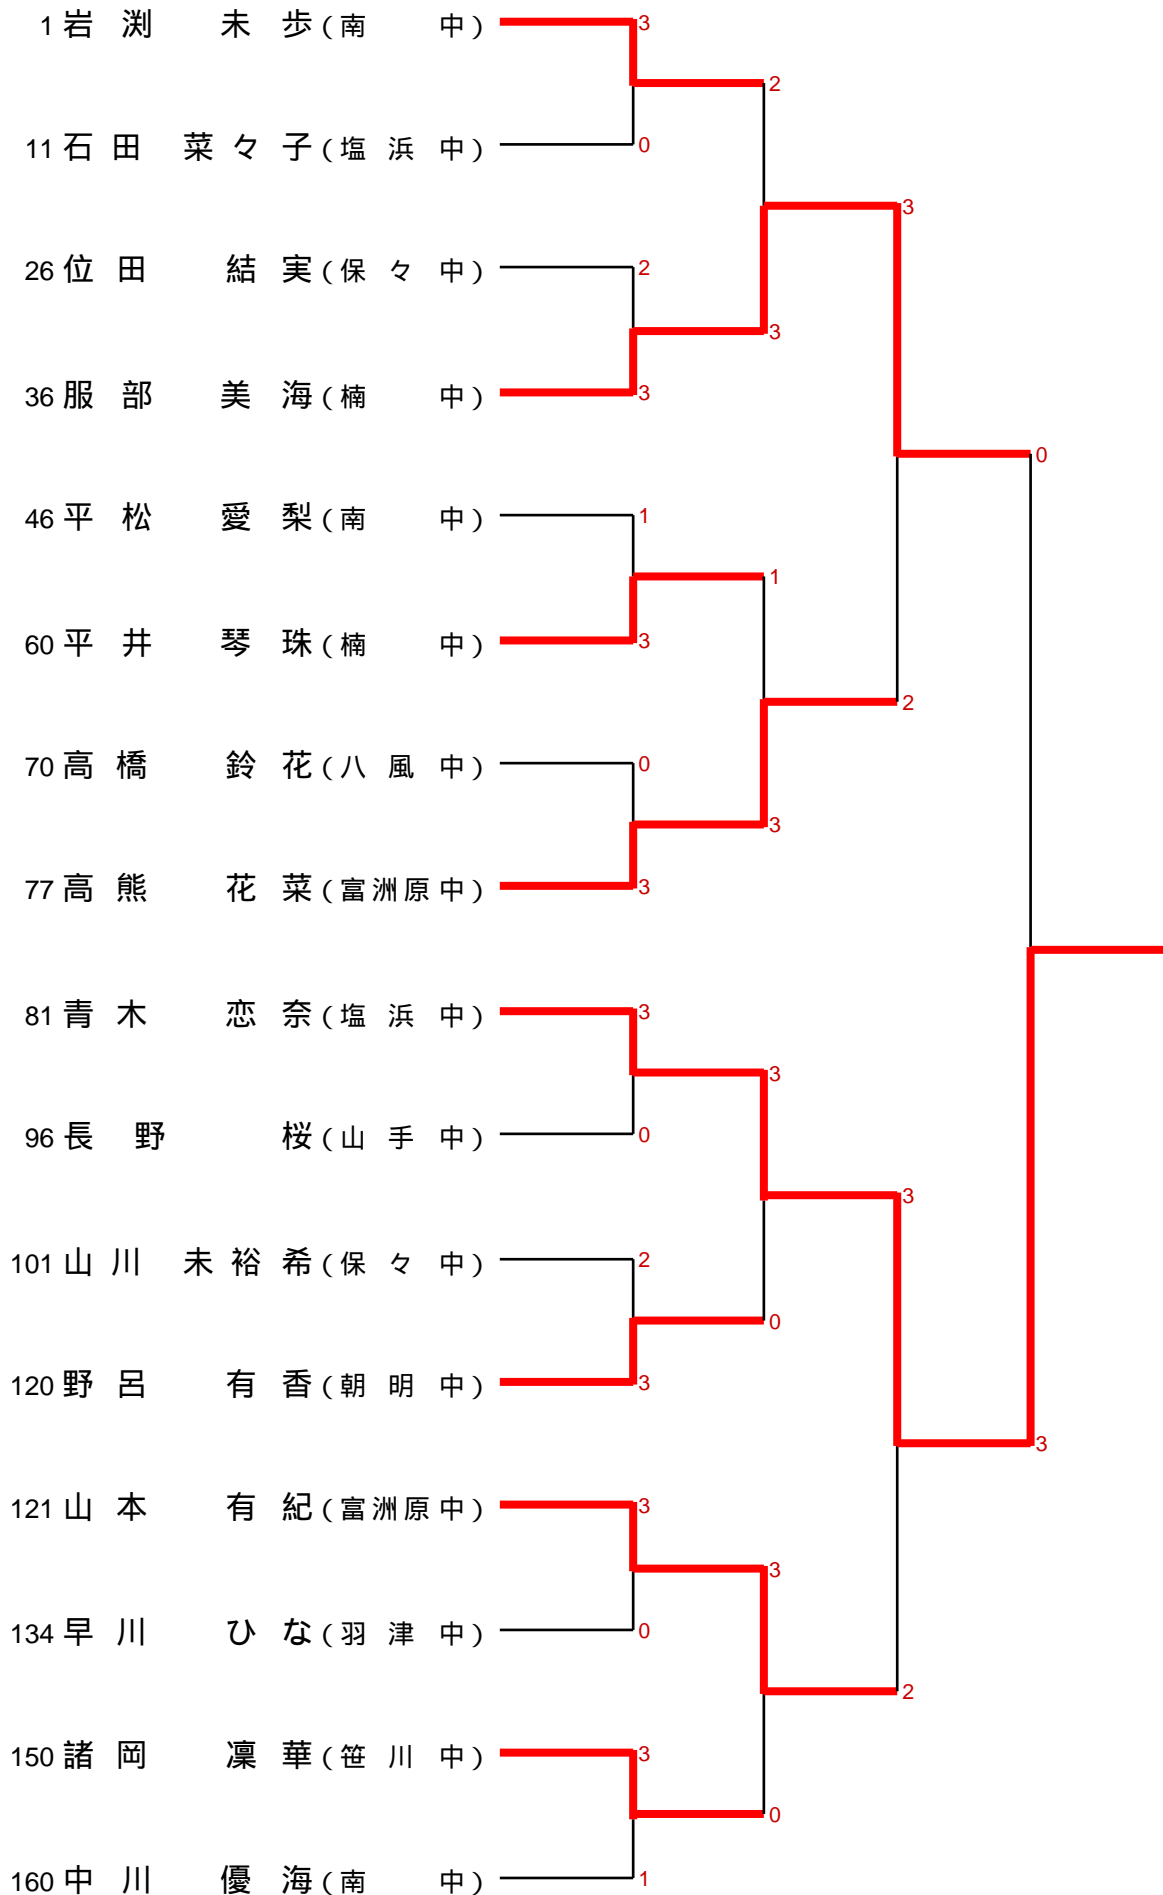 1 岩渕 未歩(南中) 3
2
11 石田 菜々子(塩浜中) 0
3
26 位田 結実(保々中) 2
3
36 服部 美海(楠中) 3
0
46 平松 愛梨(南中) 1
1
60 平井 琴珠(楠中) 3
2
70 高橋 鈴花(八風中) 0
3
77 高熊 花菜(富洲原中) 3
81 青木 恋奈(塩浜中) 3
3
96 長野 桜(山手中) 0
3
101 山川 未裕希(保々中) 2
0
120 野呂 有香(朝明中) 3
3
121 山本 有紀(富洲原中) 3
3
134 早川 ひな(羽津中) 0
2
150 諸岡 凜華(笹川中) 3
0
160 中川 優海(南中) 1